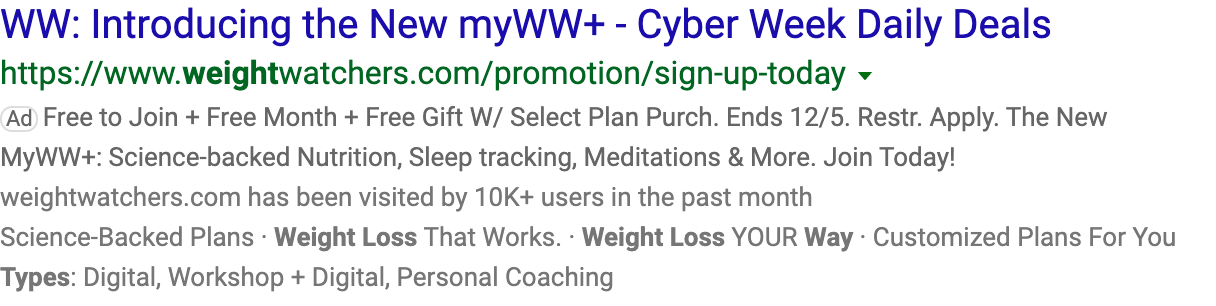 WW: Introducing the New myWW+ - Cyber Week Daily Deals
https://www.weightwatchers.com/promotion/sign-up-today
Ad Free to Join + Free Month + Free Gift W/ Select Plan Purch. Ends 12/5. Restr. Apply. The New
MyWW+: Science-backed Nutrition, Sleep tracking, Meditations & More. Join Today!
weightwatchers.com has been visited by 10K+ users in the past month
Science-Backed Plans · Weight Loss That Works. · Weight Loss YOUR Way · Customized Plans For You
Types: Digital, Workshop + Digital, Personal Coaching